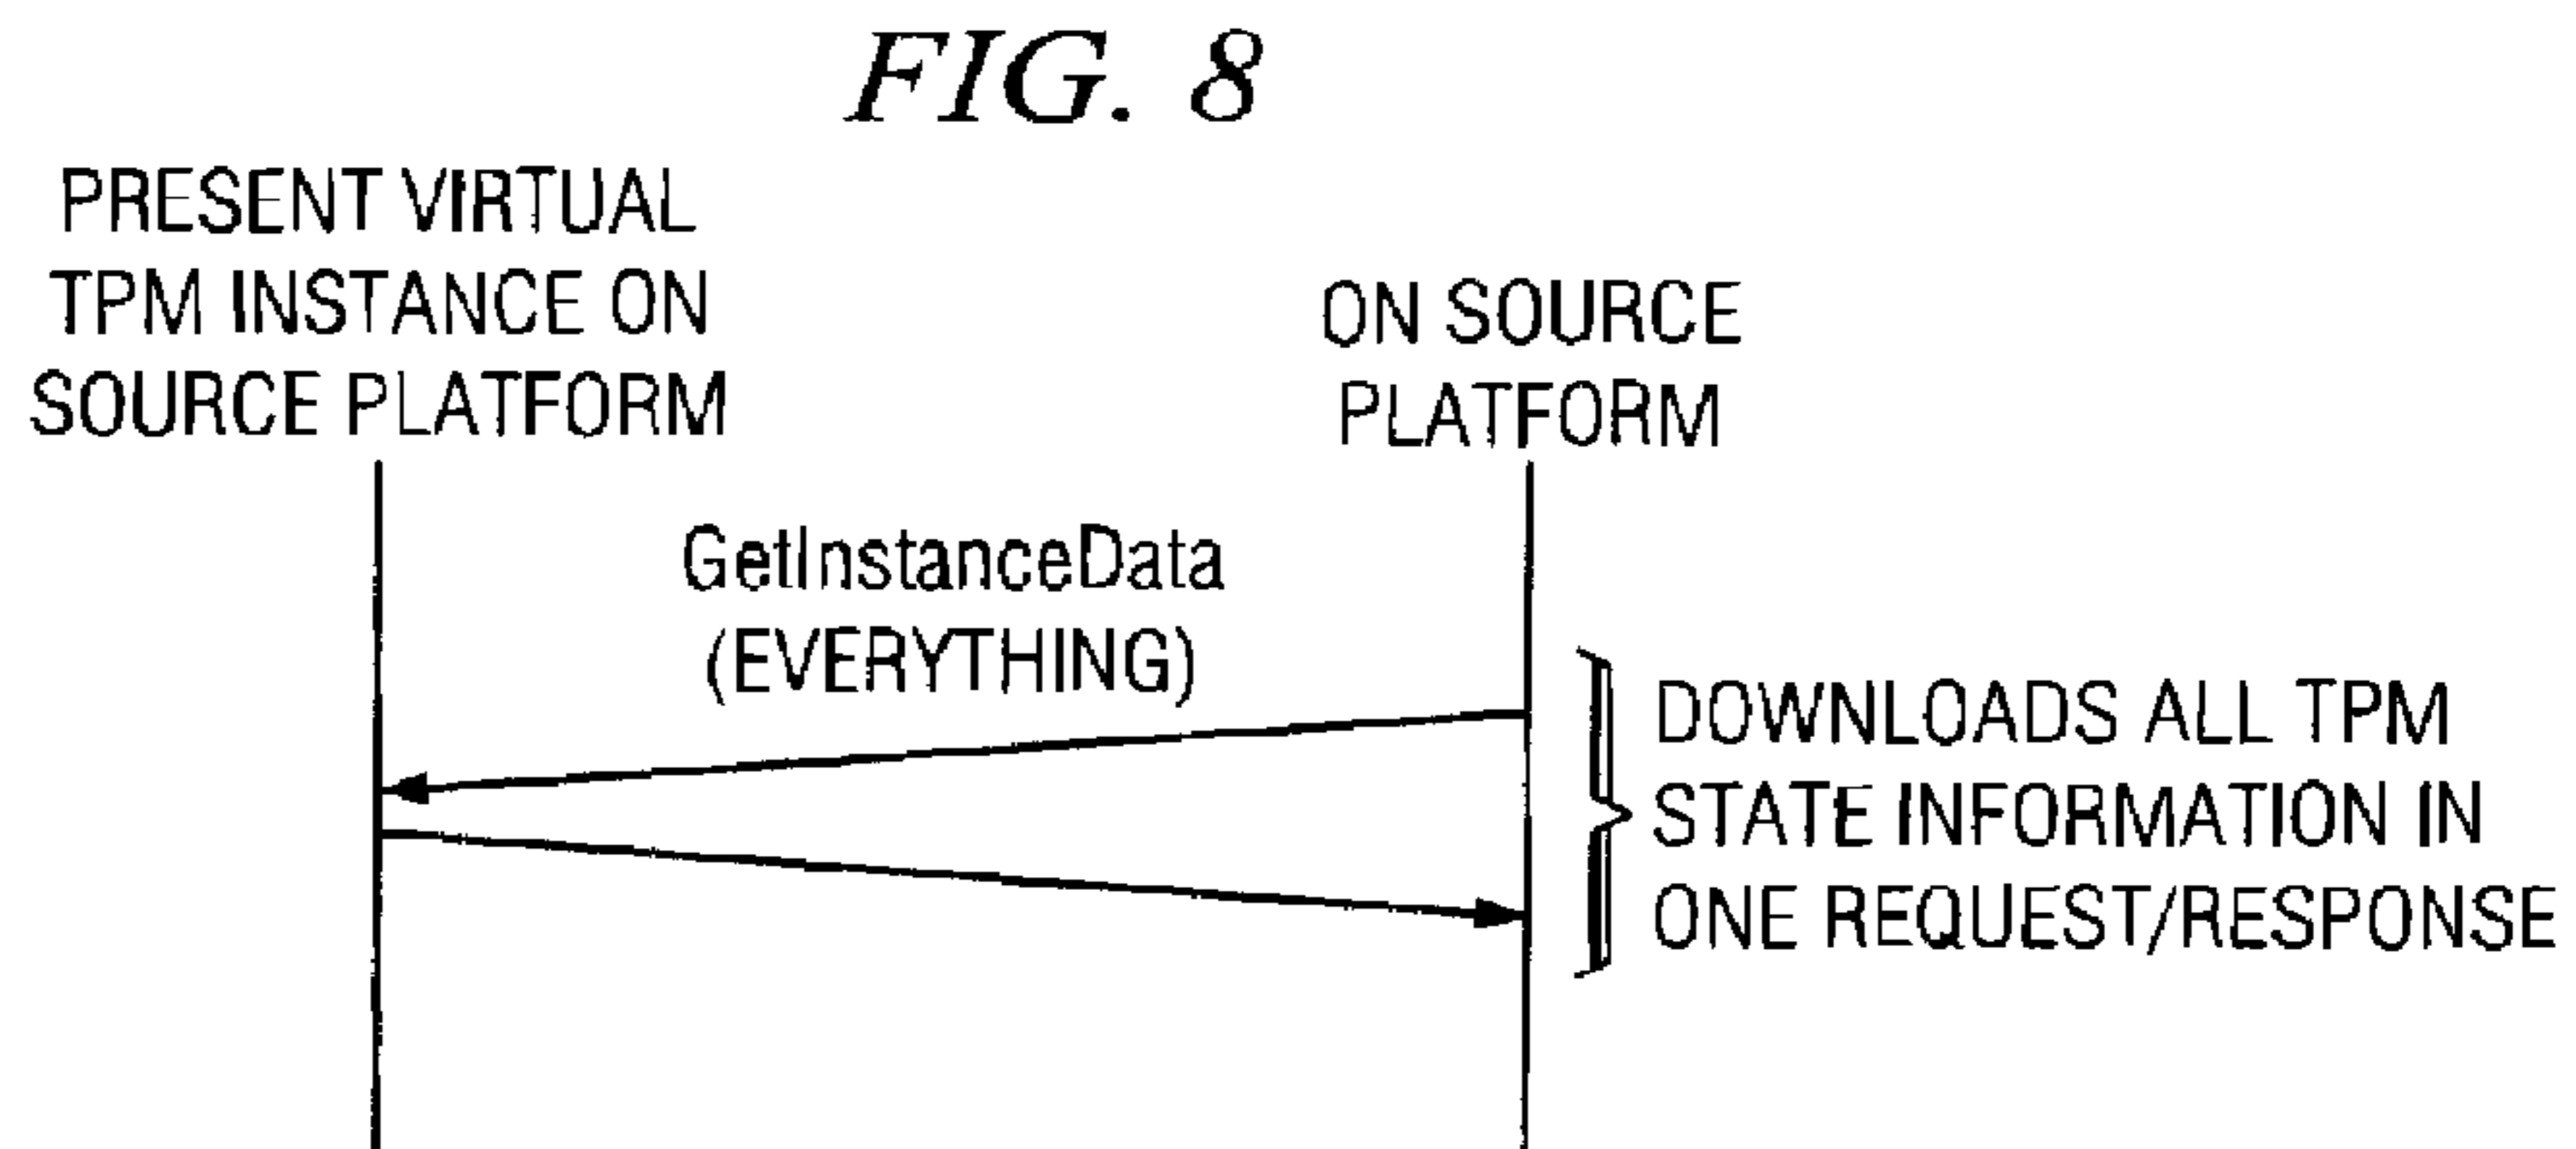 FIG. 8
PRESENT VIRTUAL
TPM INSTANCE ON
SOURCE PLATFORM
ON SOURCE
PLATFORM
GetInstanceData
(EVERYTHING)
DOWNLOADS ALL TPM
STATE INFORMATION IN
ONE REQUEST/RESPONSE